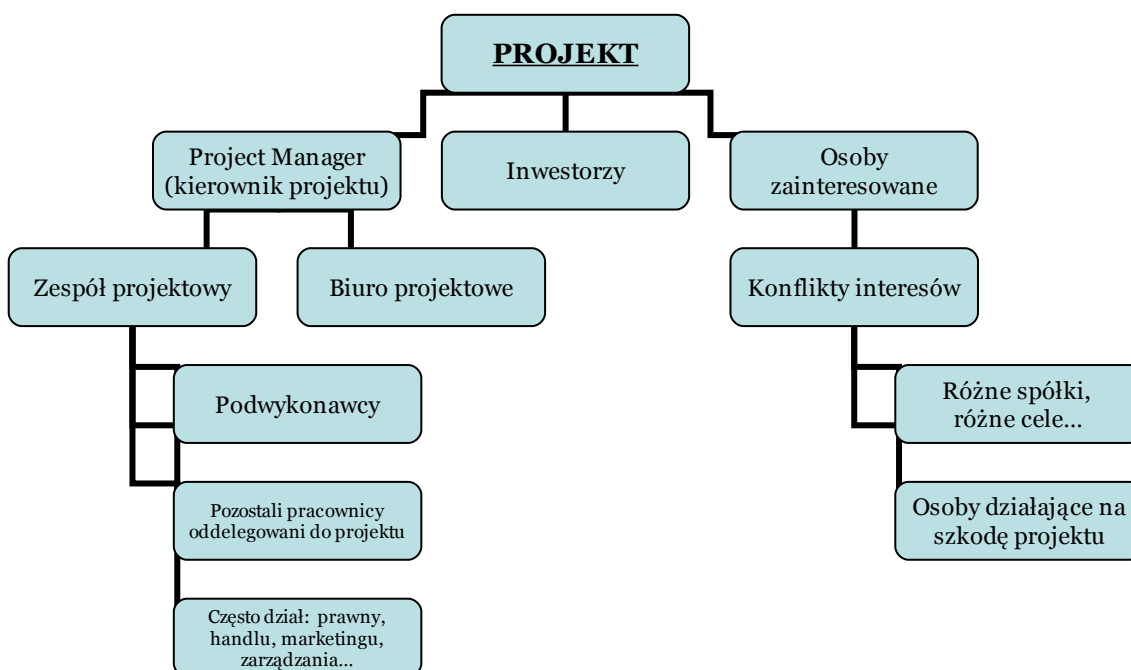 PROJEKT
Project Manager
(kierownik projektu)
Inwestorzy
Osoby
zainteresowane
Zespół projektowy
Biuro projektowe
Konflikty interesów
Podwykonawcy
Różne spółki,
różne cele...
Pozostali pracownicy
oddelegowani do projektu
Osoby działające na
szkodę projektu
Często dział: prawny,
handlu, marketingu,
zarządzania...